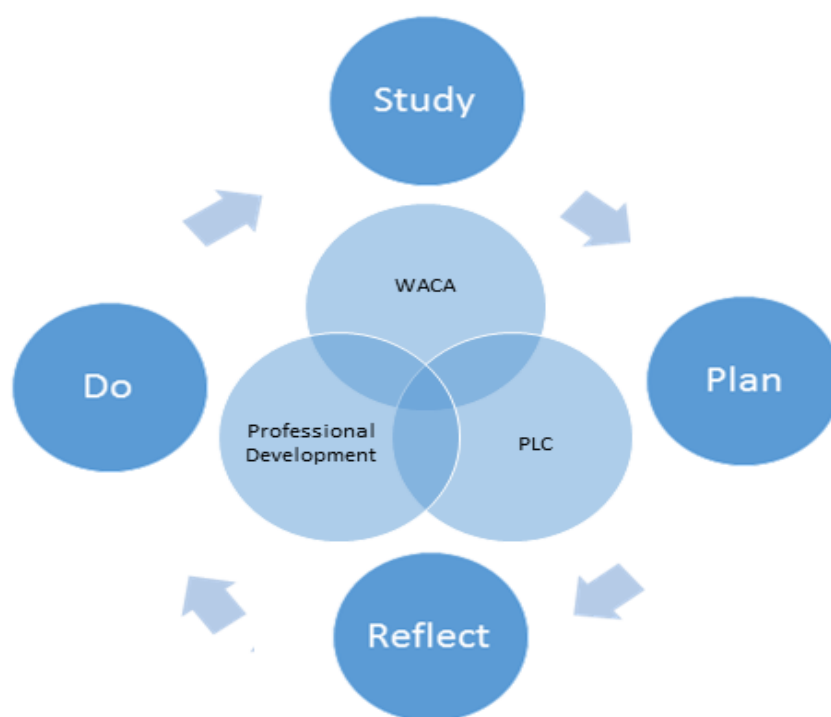 Study
WACA
Do
Plan
Professional
Development
PLC
Reflect